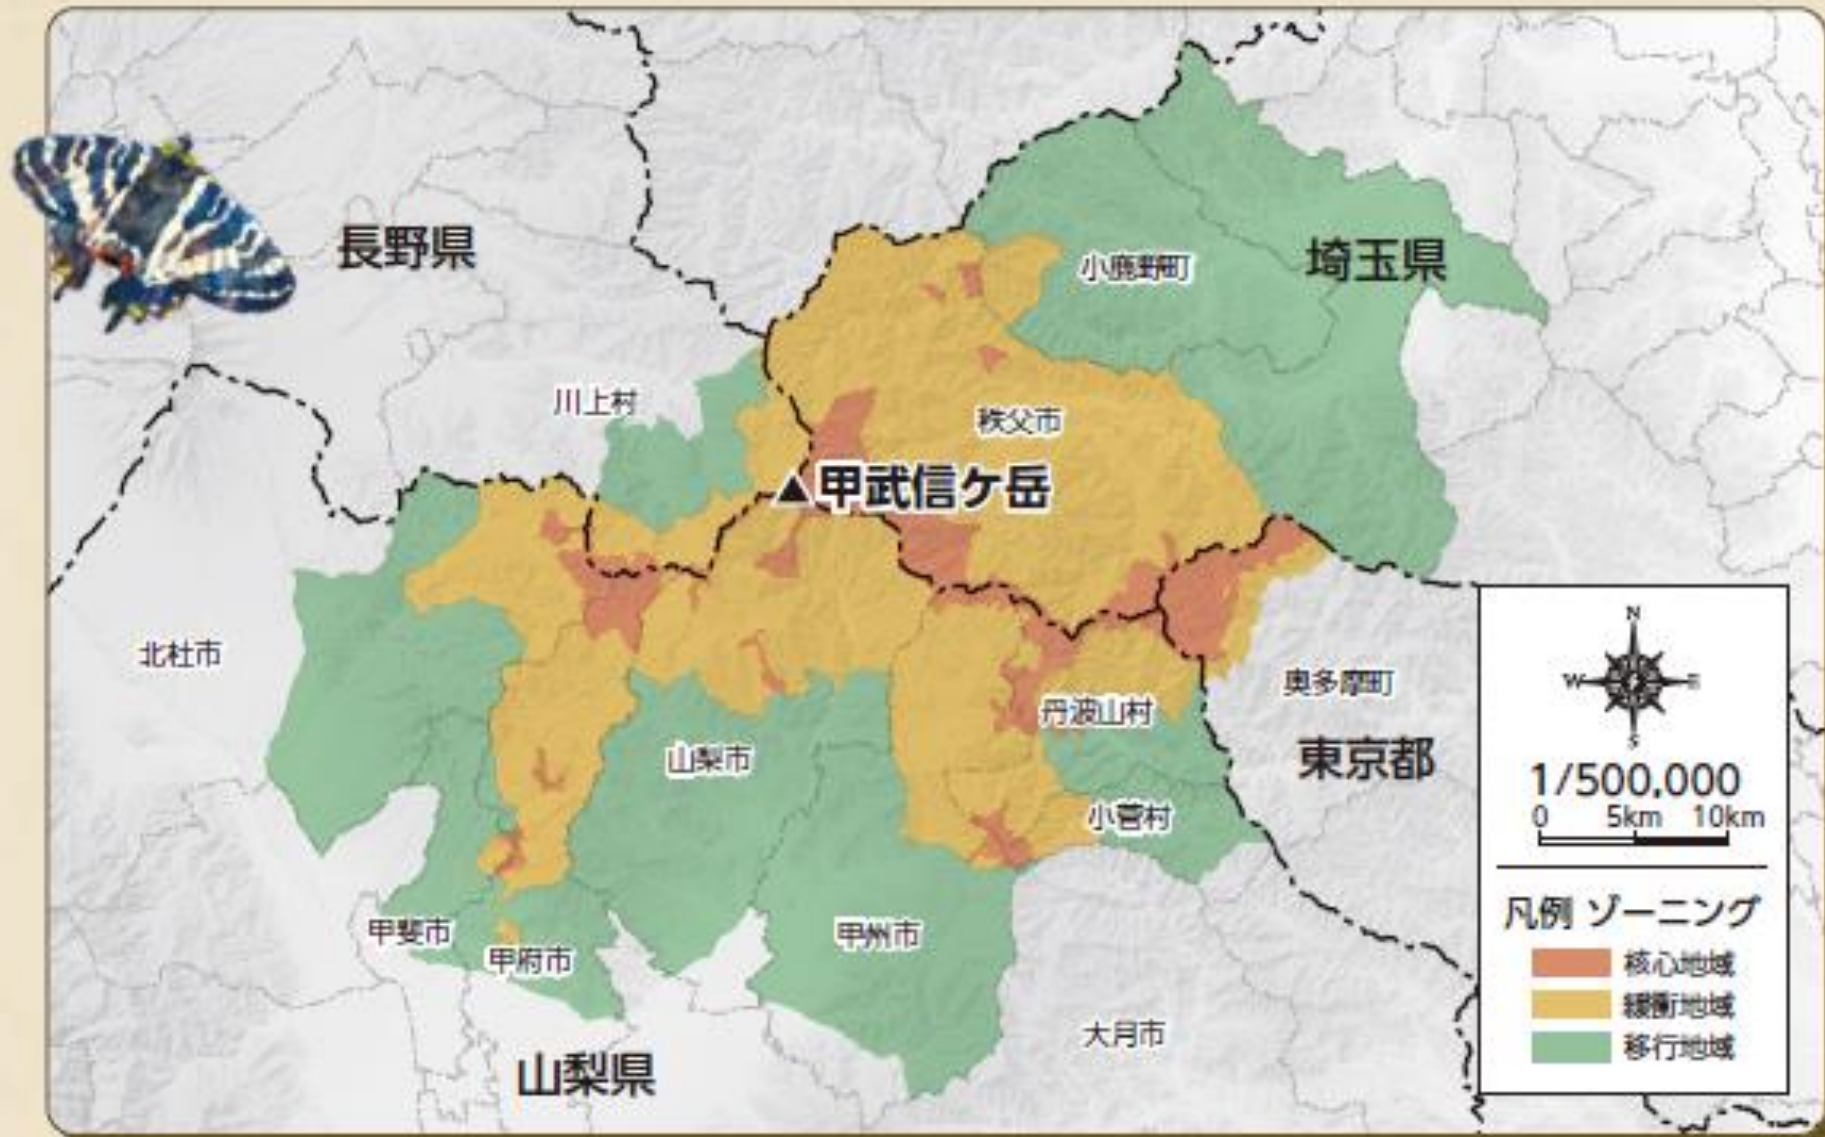 長野県
埼玉県
小鹿野町
川上村
秩父市
▲甲武信ケ岳
北杜市
奥多摩町
丹波山村
山梨市
東京都
小菅村
甲斐市
甲府市
甲州市
大月市
山梨県
N
W E
S
1/500,000
0 5km 10km
凡例 ゾーニング
核心地域
緩衝地域
移行地域